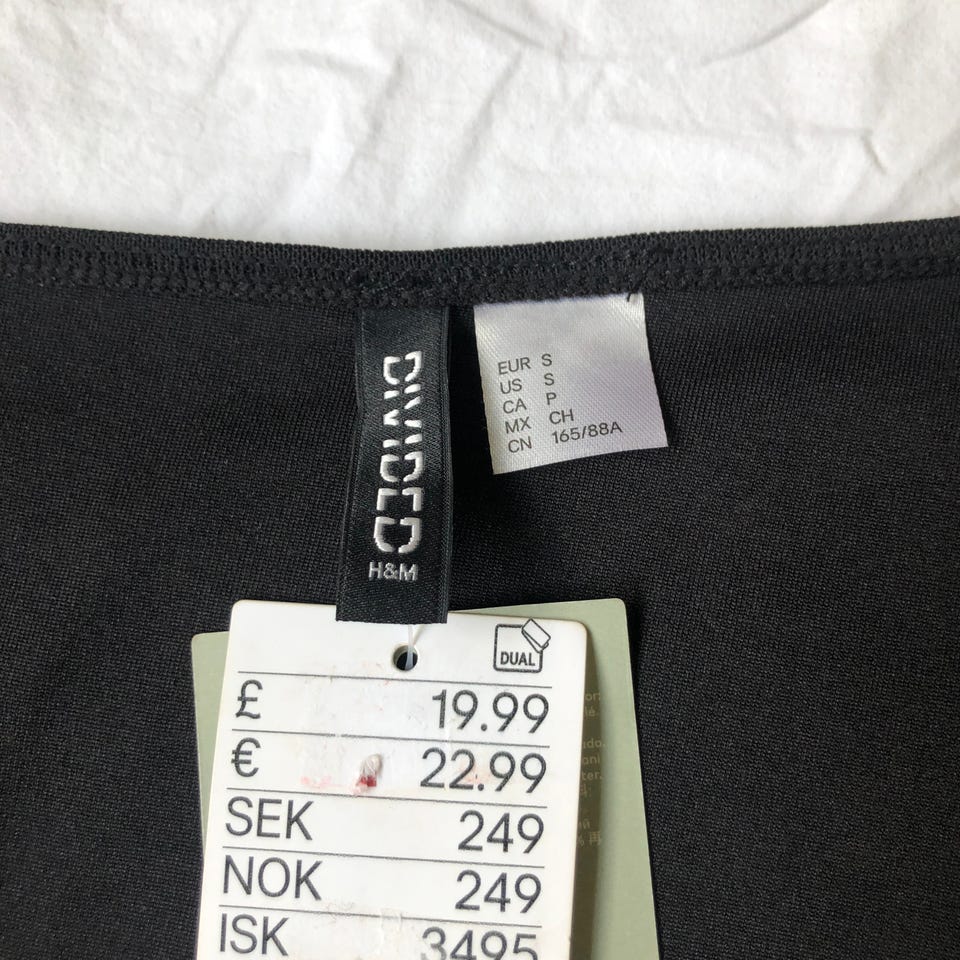 DIVIDED
H&M
EUR S
US S
CA P
MX CH
CN 165/88A
DUAL
£ 19.99
€ 22.99
SEK 249
NOK 249
ISK 3495